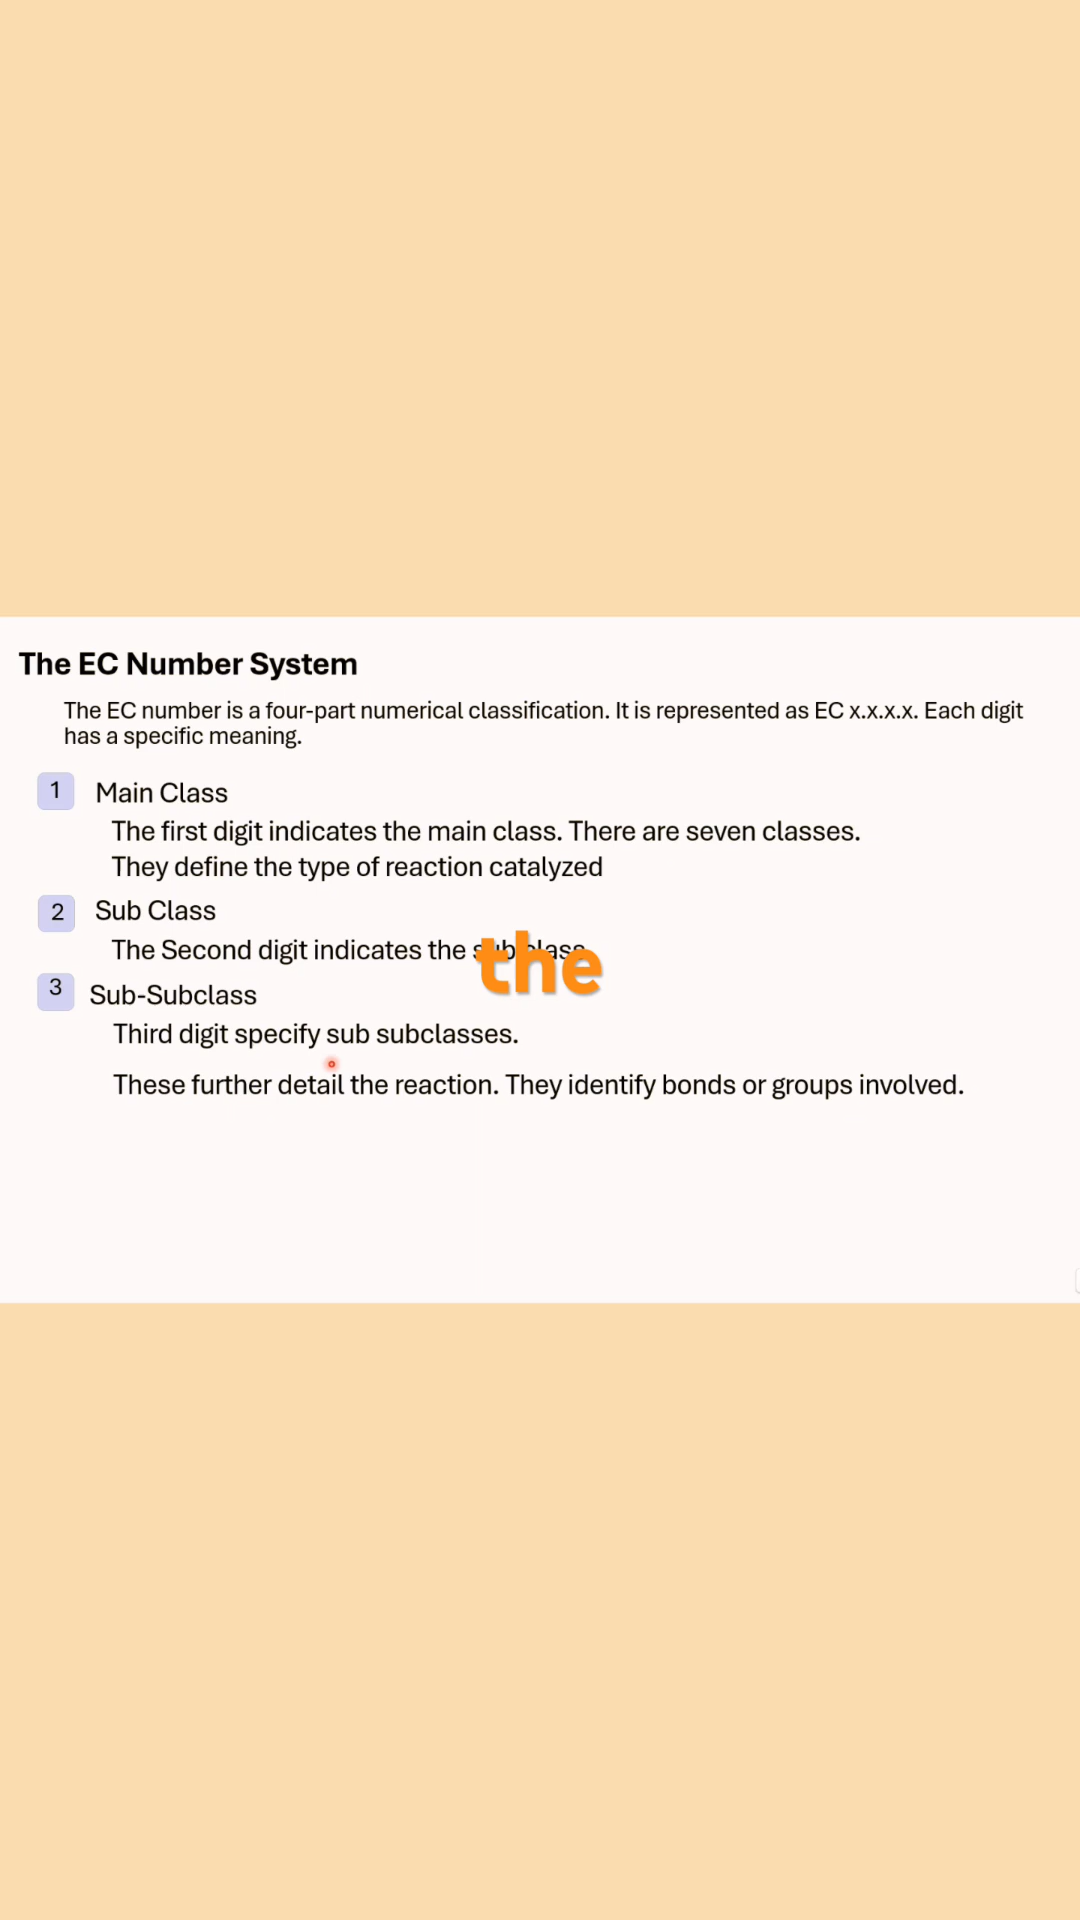 The EC Number System
The EC number is a four-part numerical classification. It is represented as EC x.x.x.x. Each digit
has a specific meaning.
1 Main Class
The first digit indicates the main class. There are seven classes.
They define the type of reaction catalyzed
2 Sub Class
The Second digit indicates the
the
3 Sub-Subclass
Third digit specify sub subclasses.
These further detail the reaction. They identify bonds or groups involved.